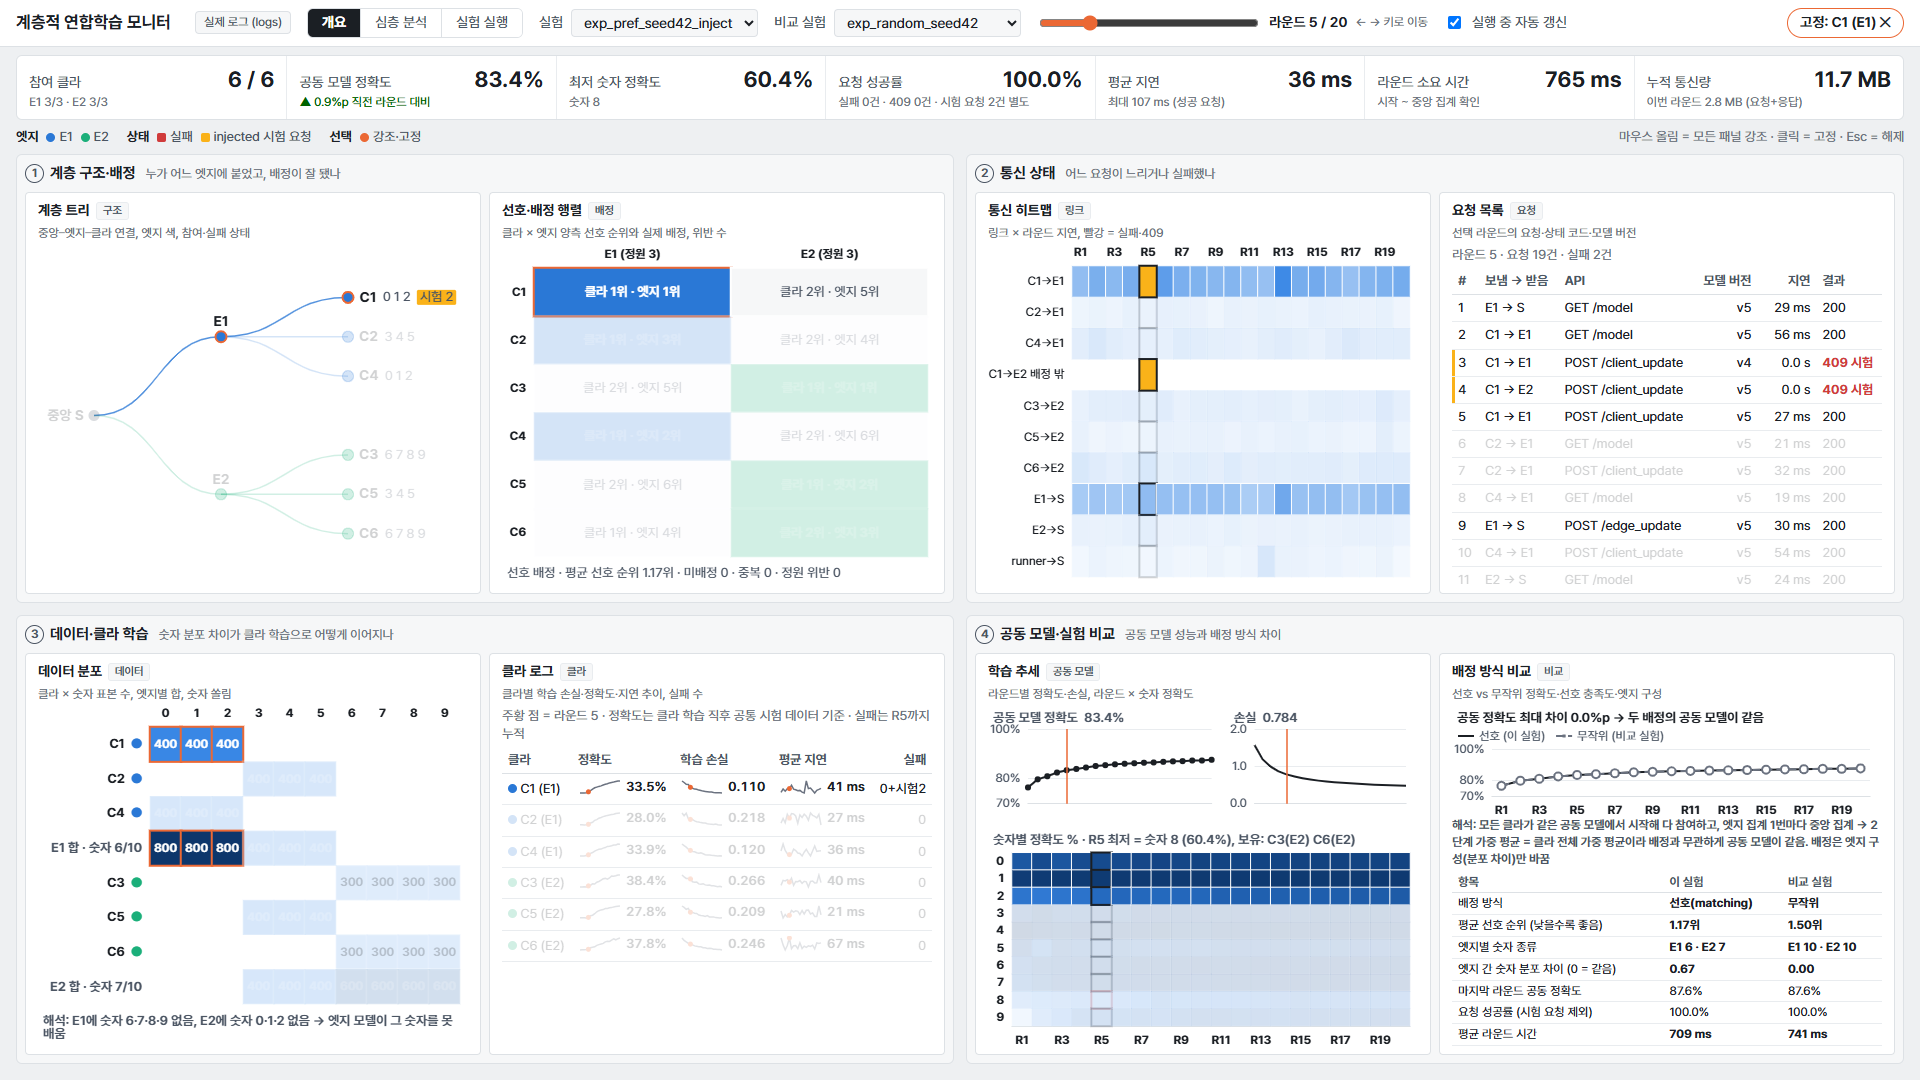 계층적 연합학습 모니터 실제 로그 (logs) 개요 심층 분석 실험 실행 실험 exp_pref_seed42_inject 비교 실험 exp_random_seed42 라운드 5 / 20 ← → 키로 이동 실행 중 자동 갱신 고정: C1 (E1) ✕
참여 클라 6 / 6
E1 3/3 · E2 3/3
공동 모델 정확도 83.4%
▲ 0.9%p 직전 라운드 대비
최저 숫자 정확도 60.4%
숫자 8
요청 성공률 100.0%
실패 0건 · 409 0건 · 시험 요청 2건 별도
평균 지연 36 ms
최대 107 ms (성공 요청)
라운드 소요 시간 765 ms
시작 ~ 중앙 집계 확인
누적 통신량 11.7 MB
이번 라운드 2.8 MB (요청+응답)
엣지 E1 E2 상태 실패 injected 시험 요청 선택 강조·고정
마우스 올림 = 모든 패널 강조 · 클릭 = 고정 · Esc = 해제
1 계층 구조·배정 누가 어느 엣지에 붙었고, 배정이 잘 됐나
계층 트리 구조
중앙–엣지–클라 연결, 엣지 색, 참여·실패 상태
중앙 S
E1
E2
C1 0 1 2 시험 2
C2 3 4 5
C4 0 1 2
C3 6 7 8 9
C5 3 4 5
C6 6 7 8 9
선호·배정 행렬 배정
클라 × 엣지 양측 선호 순위와 실제 배정, 위반 수
E1 (정원 3) E2 (정원 3)
C1 클라 1위 · 엣지 1위 클라 2위 · 엣지 5위
C2 클라 1위 · 엣지 3위 클라 2위 · 엣지 4위
C3 클라 2위 · 엣지 5위
C4 클라 1위 · 엣지 2위 클라 2위 · 엣지 6위
C5 클라 2위 · 엣지 6위
C6 클라 1위 · 엣지 4위
선호 배정 · 평균 선호 순위 1.17위 · 미배정 0 · 중복 0 · 정원 위반 0
2 통신 상태 어느 요청이 느리거나 실패했나
통신 히트맵 링크
링크 × 라운드 지연, 빨강 = 실패·409
R1 R3 R5 R7 R9 R11 R13 R15 R17 R19
C1→E1
C2→E1
C4→E1
C1→E2 배정 밖
C3→E2
C5→E2
C6→E2
E1→S
E2→S
runner→S
요청 목록 요청
선택 라운드의 요청·상태 코드·모델 버전
라운드 5 · 요청 19건 · 실패 2건
# 보냄 → 받음 API 모델 버전 지연 결과
1 E1 → S GET /model v5 29 ms 200
2 C1 → E1 GET /model v5 56 ms 200
3 C1 → E1 POST /client_update v4 0.0 s 409 시험
4 C1 → E2 POST /client_update v5 0.0 s 409 시험
5 C1 → E1 POST /client_update v5 27 ms 200
6 C2 → E1 GET /model v5 21 ms 200
7 C2 → E1 POST /client_update v5 32 ms 200
8 C4 → E1 GET /model v5 19 ms 200
9 E1 → S POST /edge_update v5 30 ms 200
10 C4 → E1 POST /client_update v5 54 ms 200
11 E2 → S GET /model v5 24 ms 200
3 데이터·클라 학습 숫자 분포 차이가 클라 학습으로 어떻게 이어지나
데이터 분포 데이터
클라 × 숫자 표본 수, 엣지별 합, 숫자 쏠림
0 1 2 3 4 5 6 7 8 9
C1 400 400 400
C2 400 400 400
C4 400 400 400
E1 합 · 숫자 6/10 800 800 800 400 400 400
C3 300 300 300 300
C5 400 400 400
C6 300 300 300 300
E2 합 · 숫자 7/10 400 400 400 600 600 600 600
해석: E1에 숫자 6·7·8·9 없음, E2에 숫자 0·1·2 없음 → 엣지 모델이 그 숫자를 못
배움
클라 로그 클라
클라별 학습 손실·정확도·지연 추이, 실패 수
주황 점 = 라운드 5 · 정확도는 클라 학습 직후 공통 시험 데이터 기준 · 실패는 R5까지
누적
클라 정확도 학습 손실 평균 지연 실패
C1 (E1) 33.5% 0.110 41 ms 0+시험2
C2 (E1) 28.0% 0.218 27 ms 0
C4 (E1) 33.9% 0.120 36 ms 0
C3 (E2) 38.4% 0.266 40 ms 0
C5 (E2) 27.8% 0.209 21 ms 0
C6 (E2) 37.8% 0.246 67 ms 0
4 공동 모델·실험 비교 공동 모델 성능과 배정 방식 차이
학습 추세 공동 모델
라운드별 정확도·손실, 라운드 × 숫자 정확도
공동 모델 정확도 83.4% 손실 0.784
100%
80%
70%
2.0
1.0
0.0
숫자별 정확도 % · R5 최저 = 숫자 8 (60.4%), 보유: C3(E2) C6(E2)
0
1
2
3
4
5
6
7
8
9
R1 R3 R5 R7 R9 R11 R13 R15 R17 R19
배정 방식 비교 비교
선호 vs 무작위 정확도·선호 충족도·엣지 구성
공동 정확도 최대 차이 0.0%p → 두 배정의 공동 모델이 같음
선호 (이 실험) 무작위 (비교 실험)
100%
80%
70%
R1 R3 R5 R7 R9 R11 R13 R15 R17 R19
해석: 모든 클라가 같은 공동 모델에서 시작해 다 참여하고, 엣지 집계 1번마다 중앙 집계 → 2
단계 가중 평균 = 클라 전체 가중 평균이라 배정과 무관하게 공동 모델이 같음. 배정은 엣지 구
성(분포 차이)만 바꿈
항목 이 실험 비교 실험
배정 방식 선호(matching) 무작위
평균 선호 순위 (낮을수록 좋음) 1.17위 1.50위
엣지별 숫자 종류 E1 6 · E2 7 E1 10 · E2 10
엣지 간 숫자 분포 차이 (0 = 같음) 0.67 0.00
마지막 라운드 공동 정확도 87.6% 87.6%
요청 성공률 (시험 요청 제외) 100.0% 100.0%
평균 라운드 시간 709 ms 741 ms